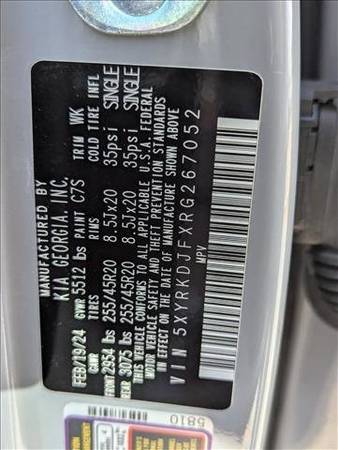 MANUFACTURED BY
KIA GEORGIA, INC.
FEB/19/24 GVWR 5512 lbs PAINT C7S TRIM WK
GAWR TIRES RIMS COLD TIRE INFL
FRONT 2954 lbs 255/45R20 8.5Jx20 35psi SINGLE
REAR 3075 lbs 255/45R20 8.5Jx20 35psi SINGLE
THIS VEHICLE CONFORMS TO ALL APPLICABLE U.S.A. FEDERAL
MOTOR VEHICLE SAFETY AND THEFT PREVENTION STANDARDS
IN EFFECT ON THE DATE OF MANUFACTURE SHOWN ABOVE
VIN 5XYRKDJFXRG267052
MPV
5810